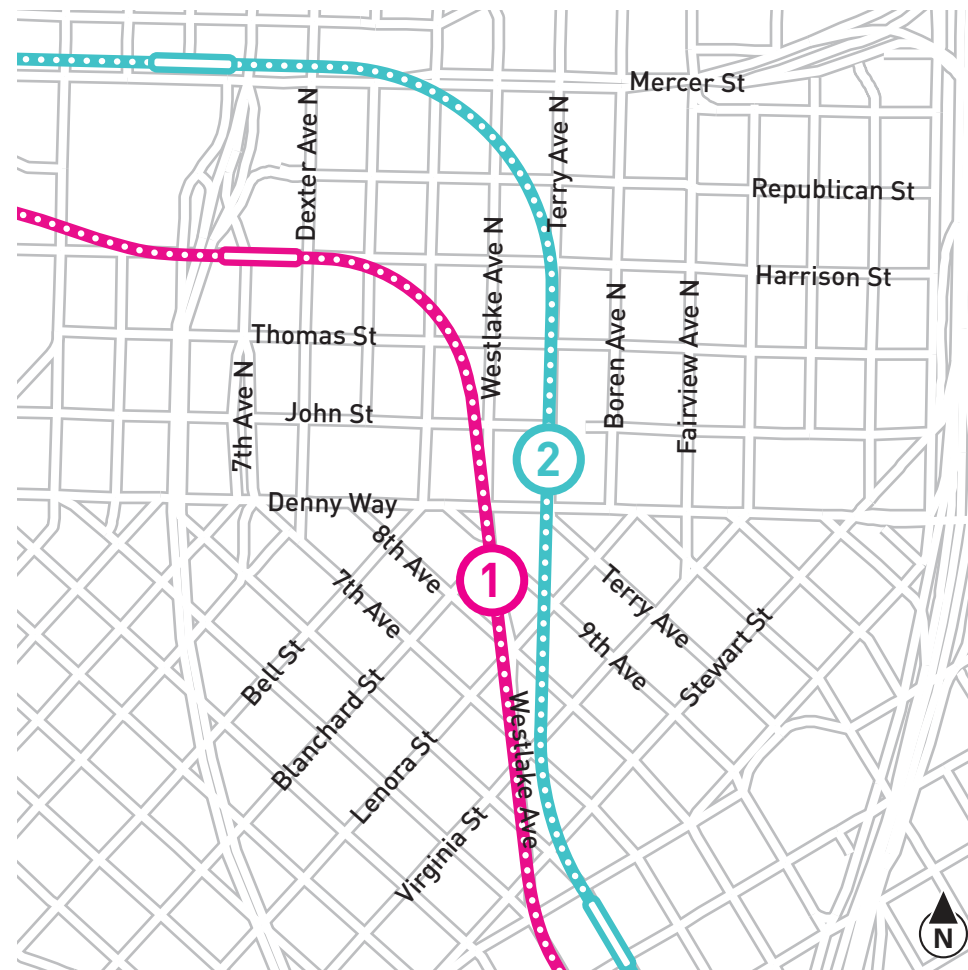 Mercer St
Dexter Ave N
Terry Ave N
Republican St
Westlake Ave N
Harrison St
Boren Ave N
Fairview Ave N
Thomas St
7th Ave N
John St
2
Denny Way
8th Ave
1
7th Ave
Terry Ave
9th Ave
Stewart St
Bell St
Blanchard St
Westlake Ave
Lenora St
Virginia St
N